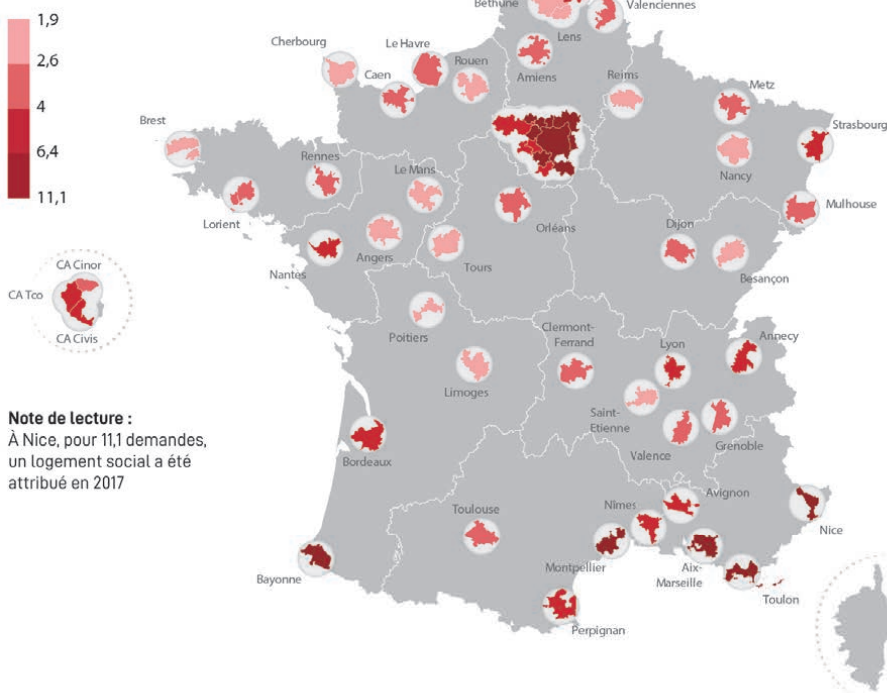 1,9
2,6
4
6,4
11,1
Béthune
Valenciennes
Lens
Cherbourg
Le Havre
Rouen
Caen
Amiens
Reims
Metz
Strasbourg
Brest
Rennes
Le Mans
Nancy
Lorient
Orléans
Mulhouse
Nantes
Angers
Tours
Dijon
Besançon
CA Cinor
CA Tco
CA Civis
Poitiers
Clermont-
Ferrand
Lyon
Annecy
Limoges
Saint-
Etienne
Valence
Grenoble
Note de lecture :
À Nice, pour 11,1 demandes,
un logement social a été
attribué en 2017
Bordeaux
Toulouse
Nîmes
Avignon
Nice
Bayonne
Montpellier
Aix-
Marseille
Toulon
Perpignan